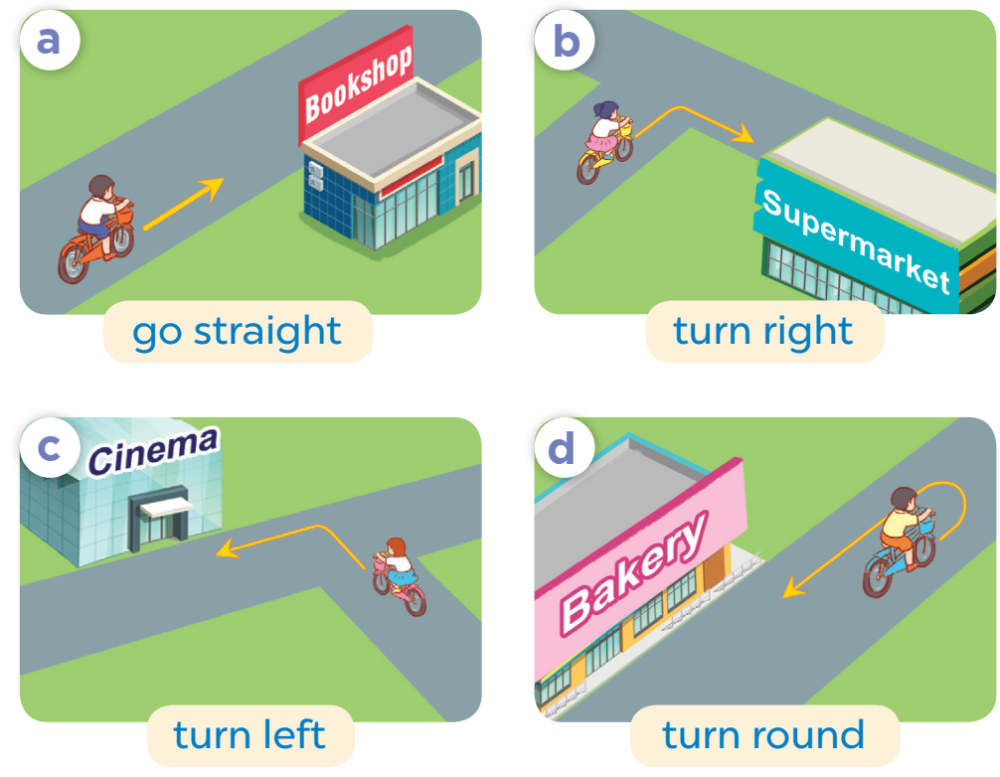 a
Bookshop
go straight
b
Supermarket
turn right
c
Cinema
turn left
d
Bakery
turn round